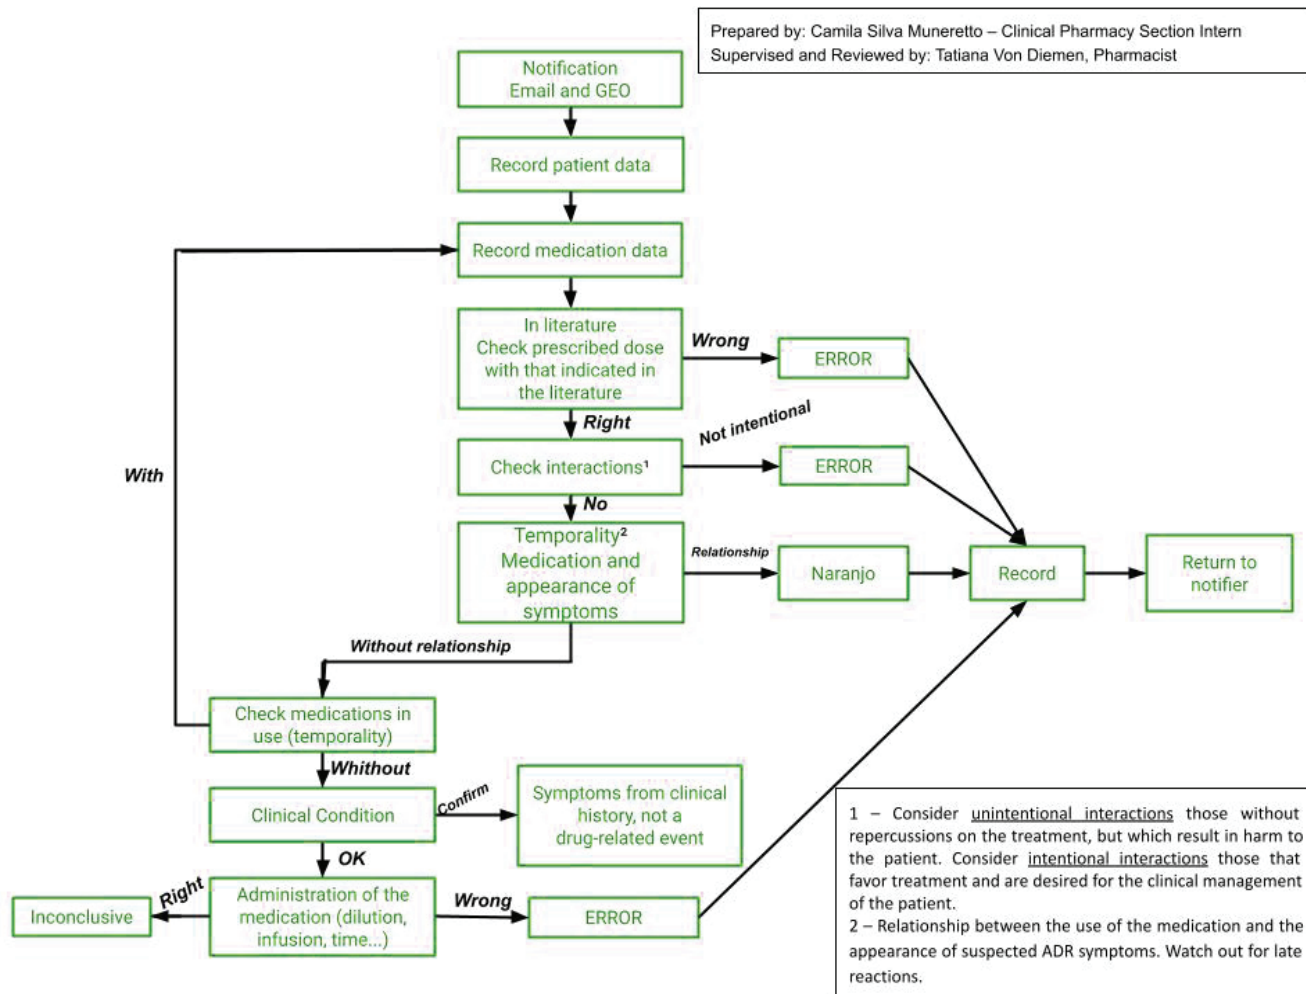 Prepared by: Camila Silva Muneretto – Clinical Pharmacy Section Intern
Supervised and Reviewed by: Tatiana Von Diemen, Pharmacist
Notification
Email and GEO
Record patient data
Record medication data
In literature
Check prescribed dose
with that indicated in
the literature
Wrong
ERROR
Right
Not intentional
Check interactions¹
ERROR
With
No
Temporality²
Medication and
appearance of
symptoms
Relationship
Naranjo
Record
Return to
notifier
Without relationship
Check medications in
use (temporality)
Whithout
Clinical Condition
Confirm
Symptoms from clinical
history, not a
drug-related event
OK
Administration of the
medication (dilution,
infusion, time...)
Right
Inconclusive
Wrong
ERROR
1 – Consider unintentional interactions those without
repercussions on the treatment, but which result in harm to
the patient. Consider intentional interactions those that
favor treatment and are desired for the clinical management
of the patient.
2 – Relationship between the use of the medication and the
appearance of suspected ADR symptoms. Watch out for late
reactions.